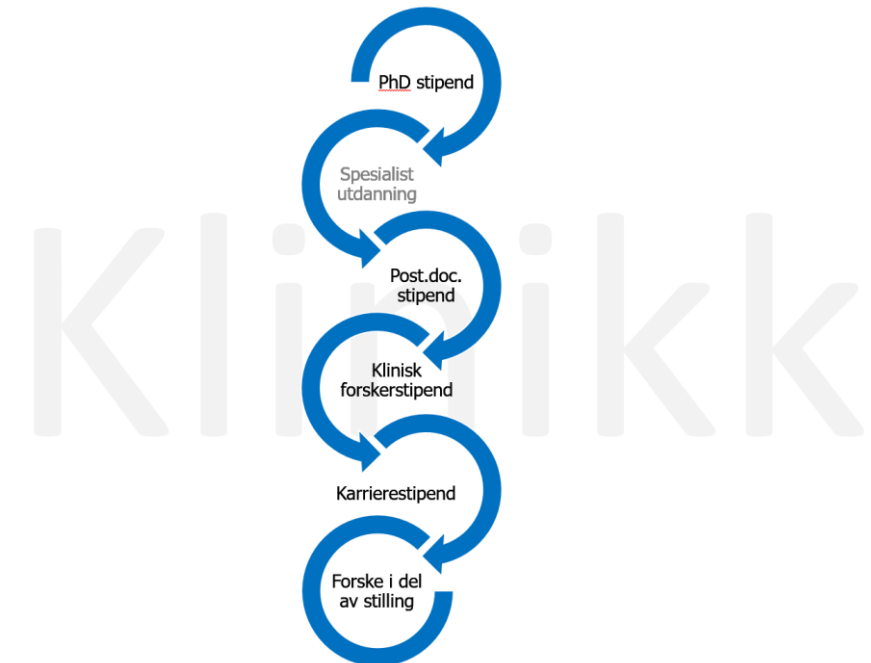 PhD stipend
Spesialist
utdanning
Post.doc.
stipend
Klinikk
Klinisk
forskerstipend
Karrierestipend
Forske i del
av stilling